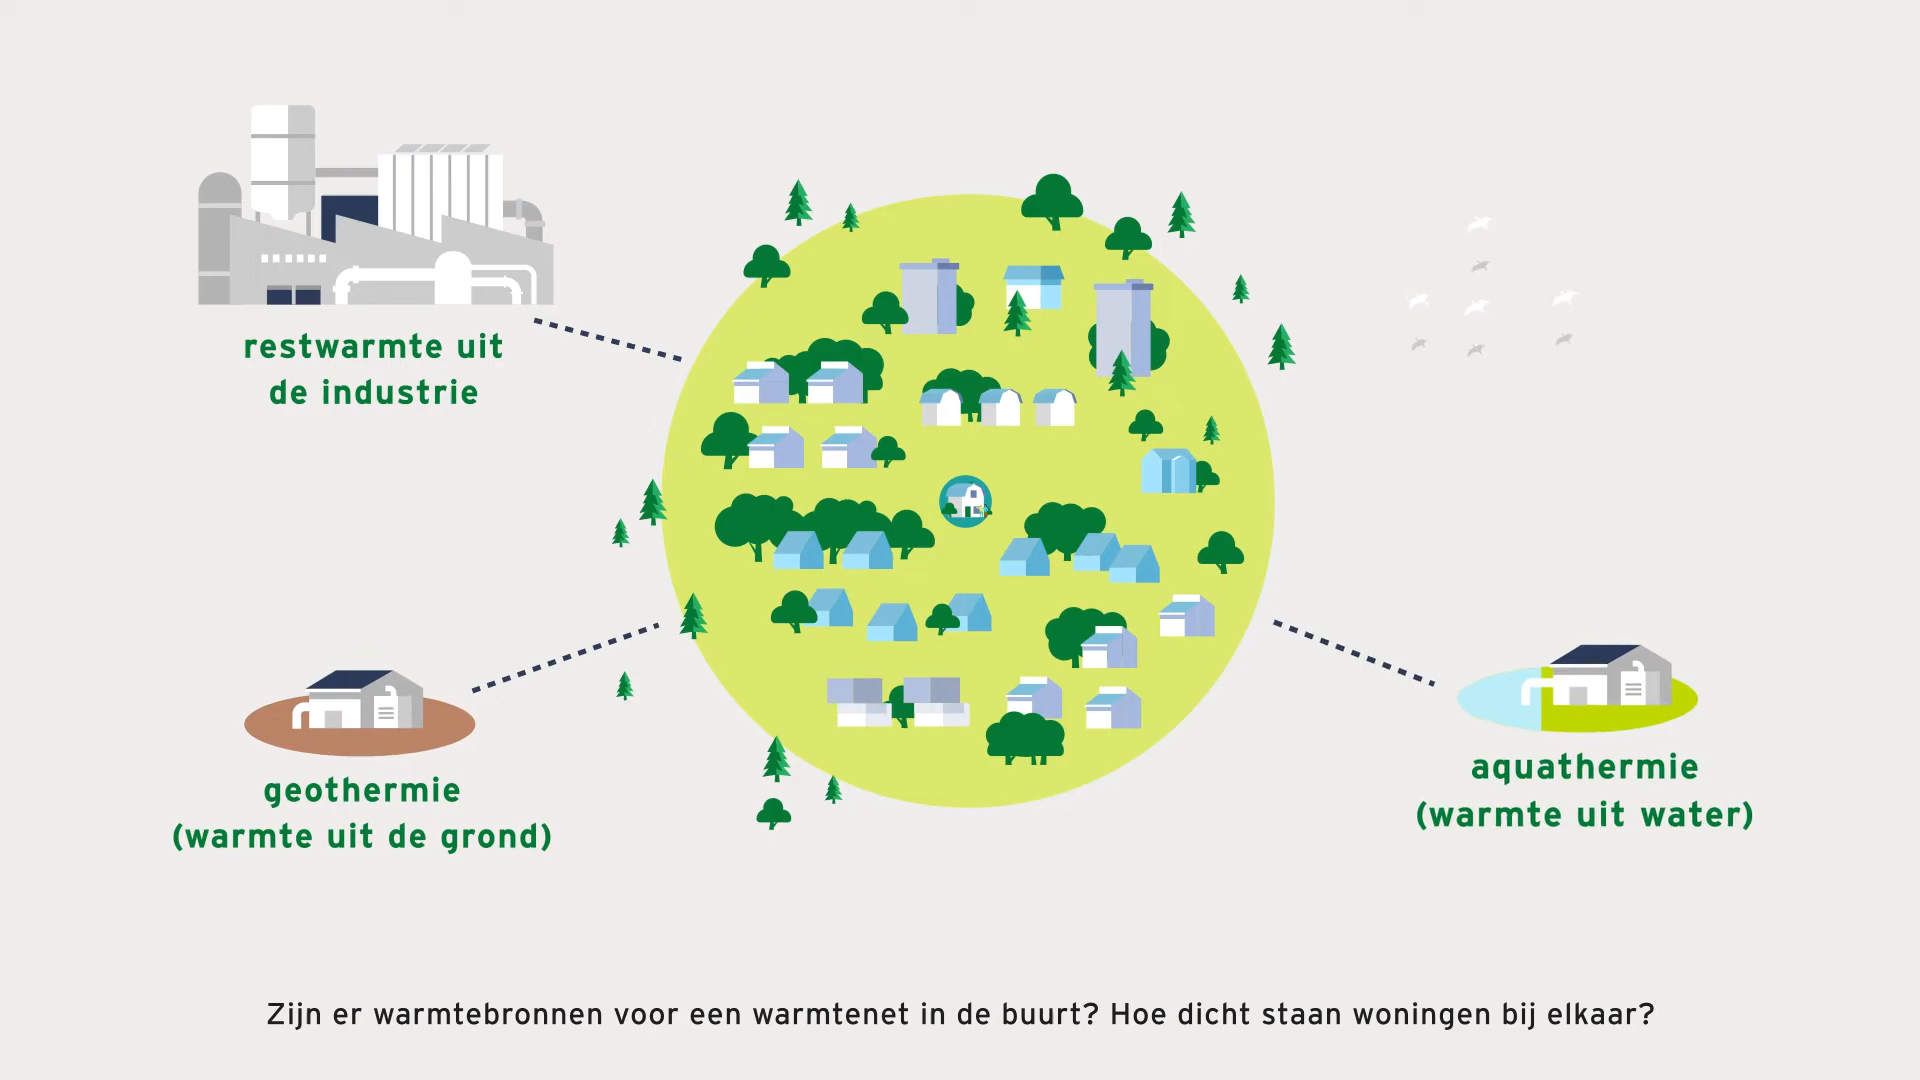 restwarmte uit
de industrie
geothermie
(warmte uit de grond)
aquathermie
(warmte uit water)
Zijn er warmtebronnen voor een warmtenet in de buurt? Hoe dicht staan woningen bij elkaar?